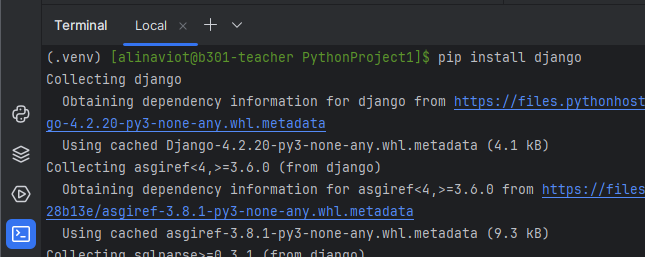 Terminal Local
(.venv) [alinaviot@b301-teacher PythonProject1]$ pip install django
Collecting django
Obtaining dependency information for django from https://files.pythonhost
go-4.2.20-py3-none-any.whl.metadata
Using cached Django-4.2.20-py3-none-any.whl.metadata (4.1 kB)
Collecting asgiref<4,>=3.6.0 (from django)
Obtaining dependency information for asgiref<4,>=3.6.0 from https://files
28b13e/asgiref-3.8.1-py3-none-any.whl.metadata
Using cached asgiref-3.8.1-py3-none-any.whl.metadata (9.3 kB)
Collecting sqlparse>=0.3.1 (from django)